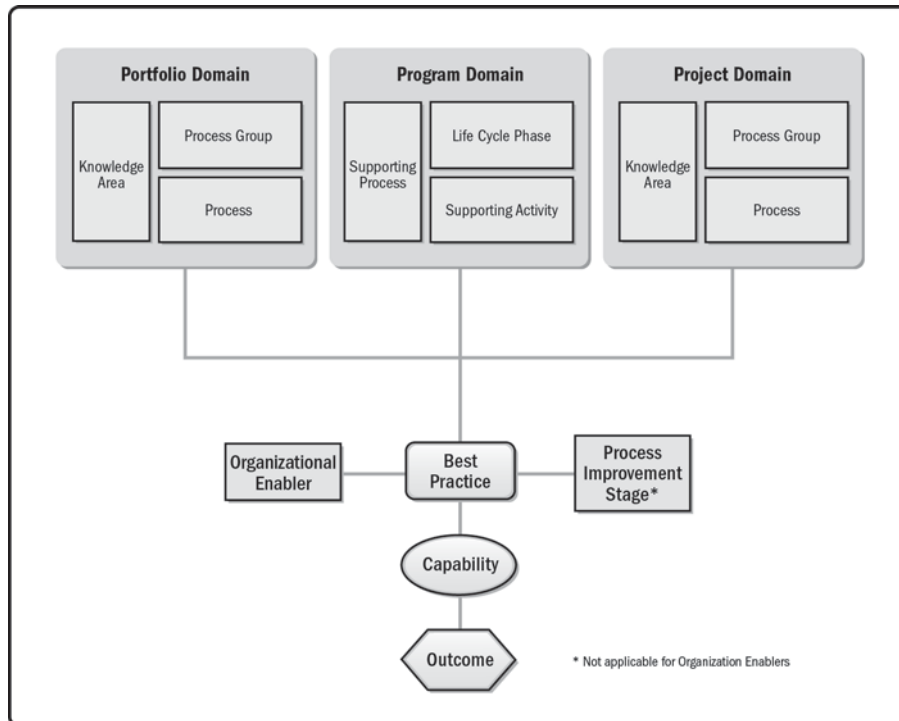 Portfolio Domain
Knowledge
Area
Process Group
Process
Program Domain
Supporting
Process
Life Cycle Phase
Supporting Activity
Project Domain
Knowledge
Area
Process Group
Process
Organizational
Enabler
Best
Practice
Process
Improvement
Stage*
Capability
Outcome
* Not applicable for Organization Enablers